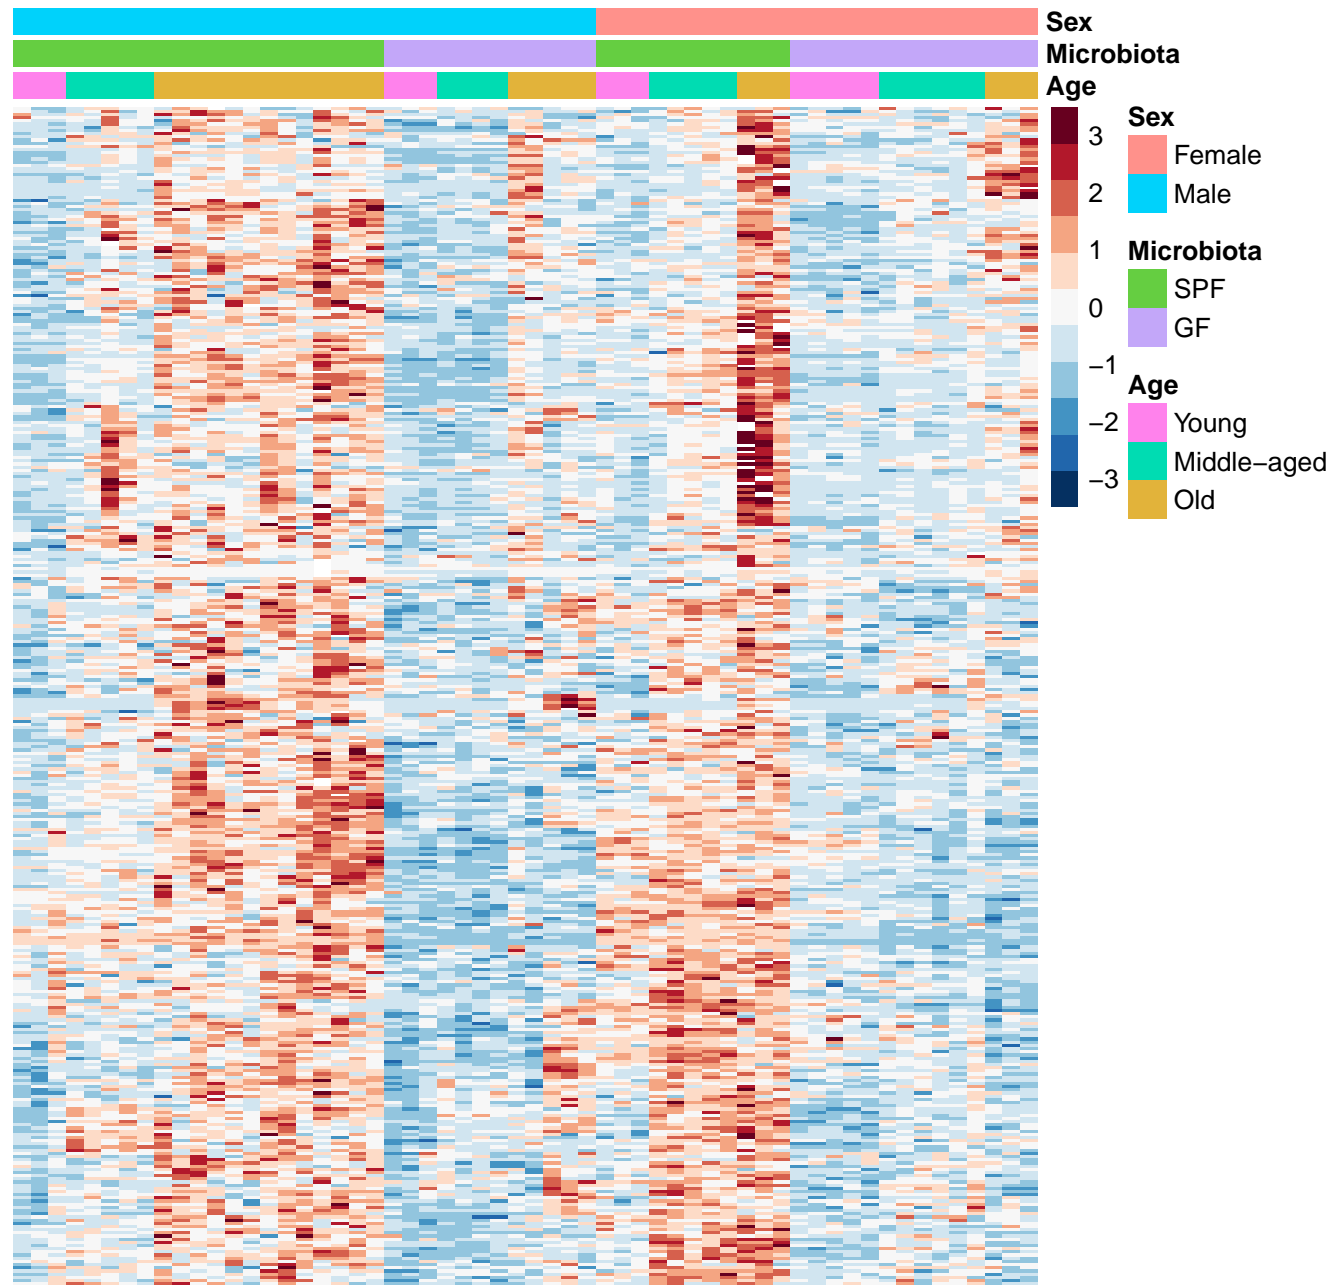 Sex
Microbiota
Age
3
2
1
0
−1
−2
−3
Sex
Female
Male
Microbiota
SPF
GF
Age
Young
Middle−aged
Old